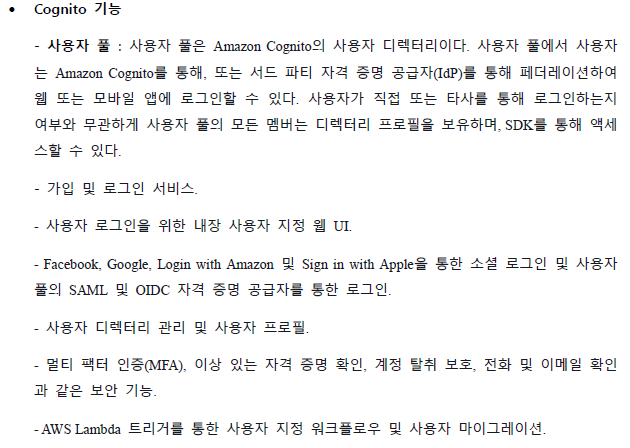 • Cognito 기능
- 사용자 풀 : 사용자 풀은 Amazon Cognito의 사용자 디렉터리이다. 사용자 풀에서 사용자
는 Amazon Cognito를 통해, 또는 서드 파티 자격 증명 공급자(IdP)를 통해 페더레이션하여
웹 또는 모바일 앱에 로그인할 수 있다. 사용자가 직접 또는 타사를 통해 로그인하는지
여부와 무관하게 사용자 풀의 모든 멤버는 디렉터리 프로필을 보유하며, SDK를 통해 액세
스할 수 있다.
- 가입 및 로그인 서비스.
- 사용자 로그인을 위한 내장 사용자 지정 웹 UI.
- Facebook, Google, Login with Amazon 및 Sign in with Apple을 통한 소셜 로그인 및 사용자
풀의 SAML 및 OIDC 자격 증명 공급자를 통한 로그인.
- 사용자 디렉터리 관리 및 사용자 프로필.
- 멀티 팩터 인증(MFA), 이상 있는 자격 증명 확인, 계정 탈취 보호, 전화 및 이메일 확인
과 같은 보안 기능.
- AWS Lambda 트리거를 통한 사용자 지정 워크플로우 및 사용자 마이그레이션.